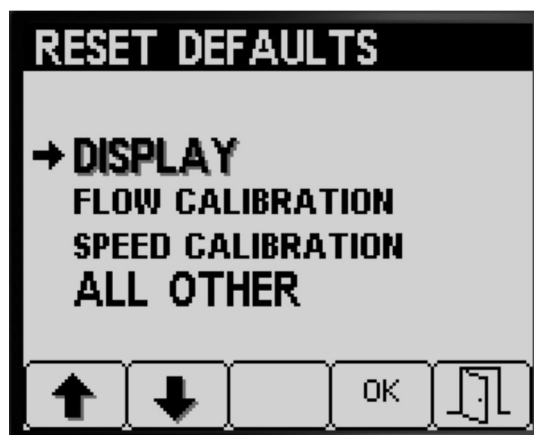 RESET DEFAULTS
DISPLAY
FLOW CALIBRATION
SPEED CALIBRATION
ALL OTHER
OK